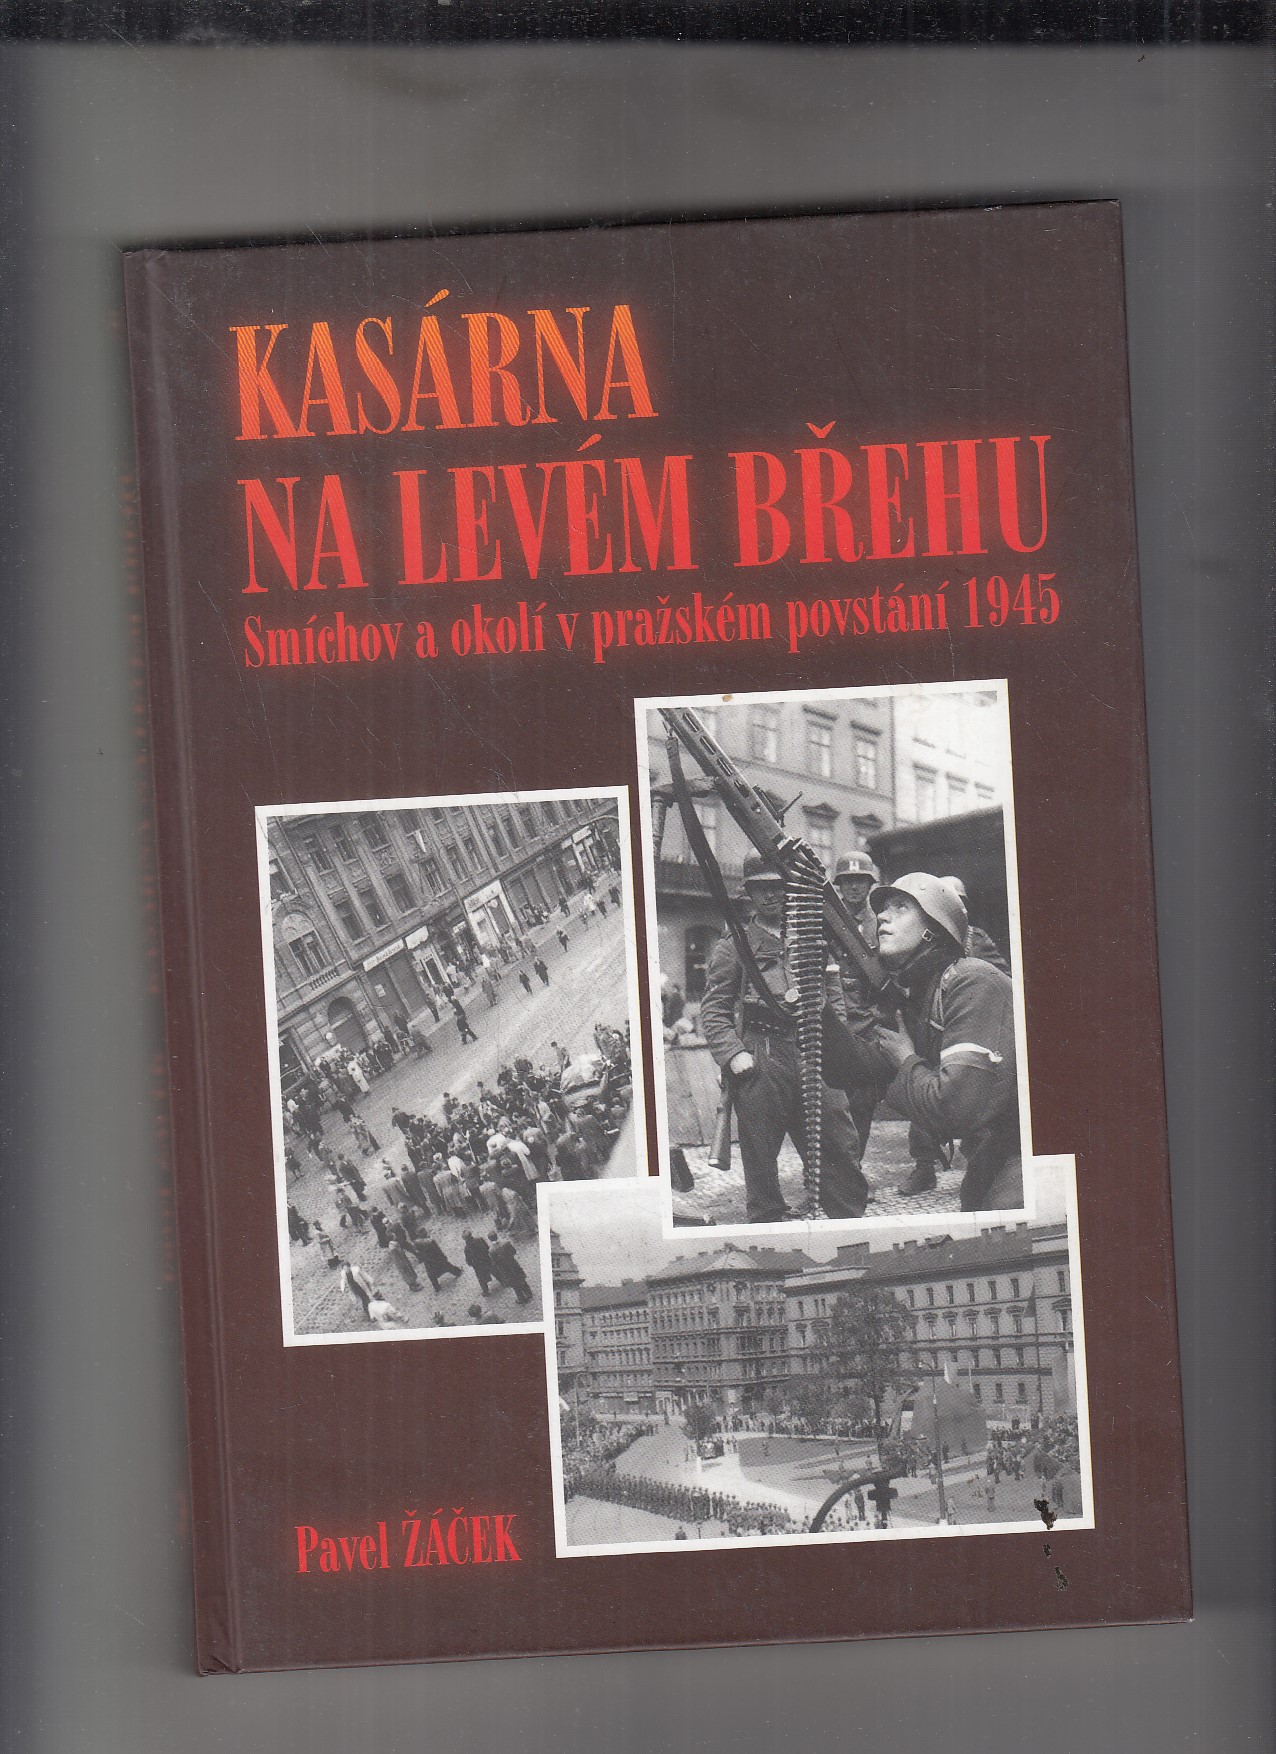 KASÁRNA
NA LEVÉM BŘEHU
Smíchov a okolí v pražském povstání 1945
Pavel ŽÁČEK